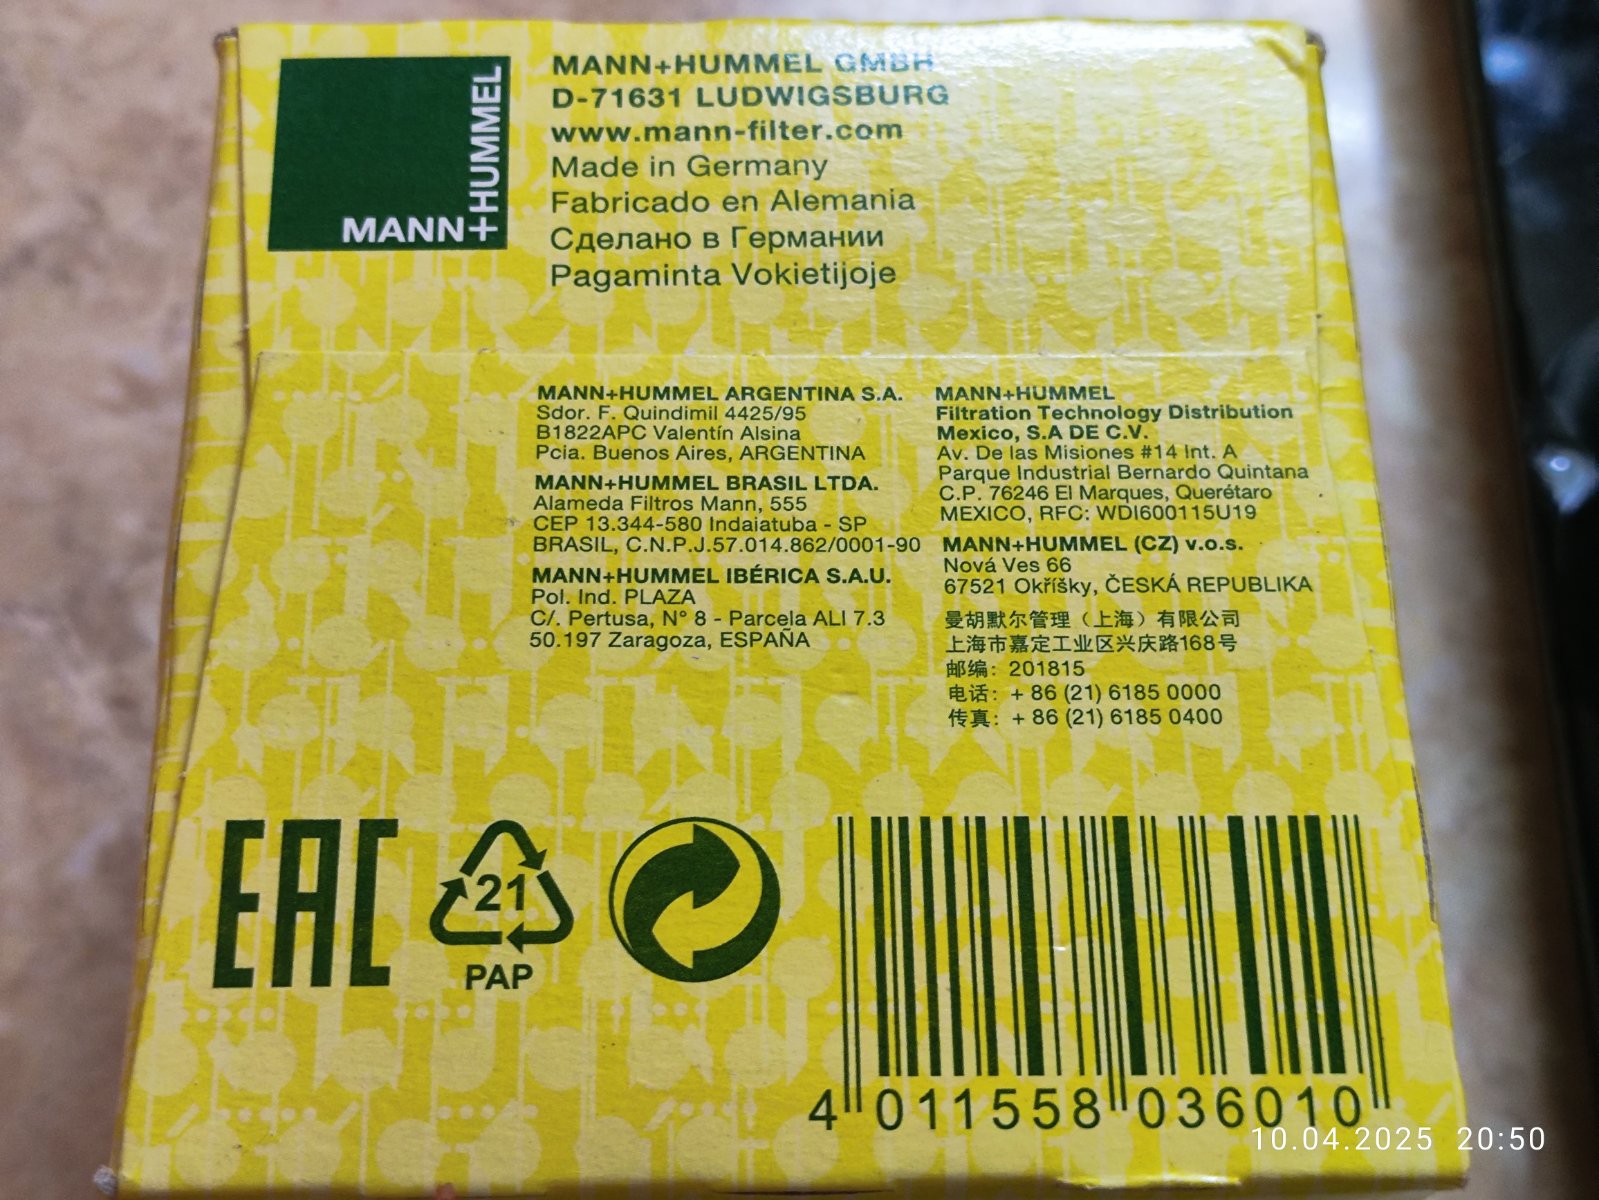 MANN+HUMMEL
MANN+HUMMEL GMBH
D-71631 LUDWIGSBURG
www.mann-filter.com
Made in Germany
Fabricado en Alemania
Сделано в Германии
Pagaminta Vokietijoje
MANN+HUMMEL ARGENTINA S.A.
Sdor. F. Quindimil 4425/95
B1822APC Valentín Alsina
Pcia. Buenos Aires, ARGENTINA
MANN+HUMMEL BRASIL LTDA.
Alameda Filtros Mann, 555
CEP 13.344-580 Indaiatuba - SP
BRASIL, C.N.P.J.57.014.862/0001-90
MANN+HUMMEL IBÉRICA S.A.U.
Pol. Ind. PLAZA
C/. Pertusa, N° 8 - Parcela ALI 7.3
50.197 Zaragoza, ESPAÑA
MANN+HUMMEL
Filtration Technology Distribution
Mexico, S.A DE C.V.
Av. De las Misiones #14 Int. A
Parque Industrial Bernardo Quintana
C.P. 76246 El Marques, Querétaro
MEXICO, RFC: WDI600115U19
MANN+HUMMEL (CZ) v.o.s.
Nová Ves 66
67521 Okříšky, ČESKÁ REPUBLIKA
曼胡默尔管理（上海）有限公司
上海市嘉定工业区兴庆路168号
邮编：201815
电话：+ 86 (21) 6185 0000
传真：+ 86 (21) 6185 0400
EAC
21
PAP
4 011558 036010
10.04.2025 20:50